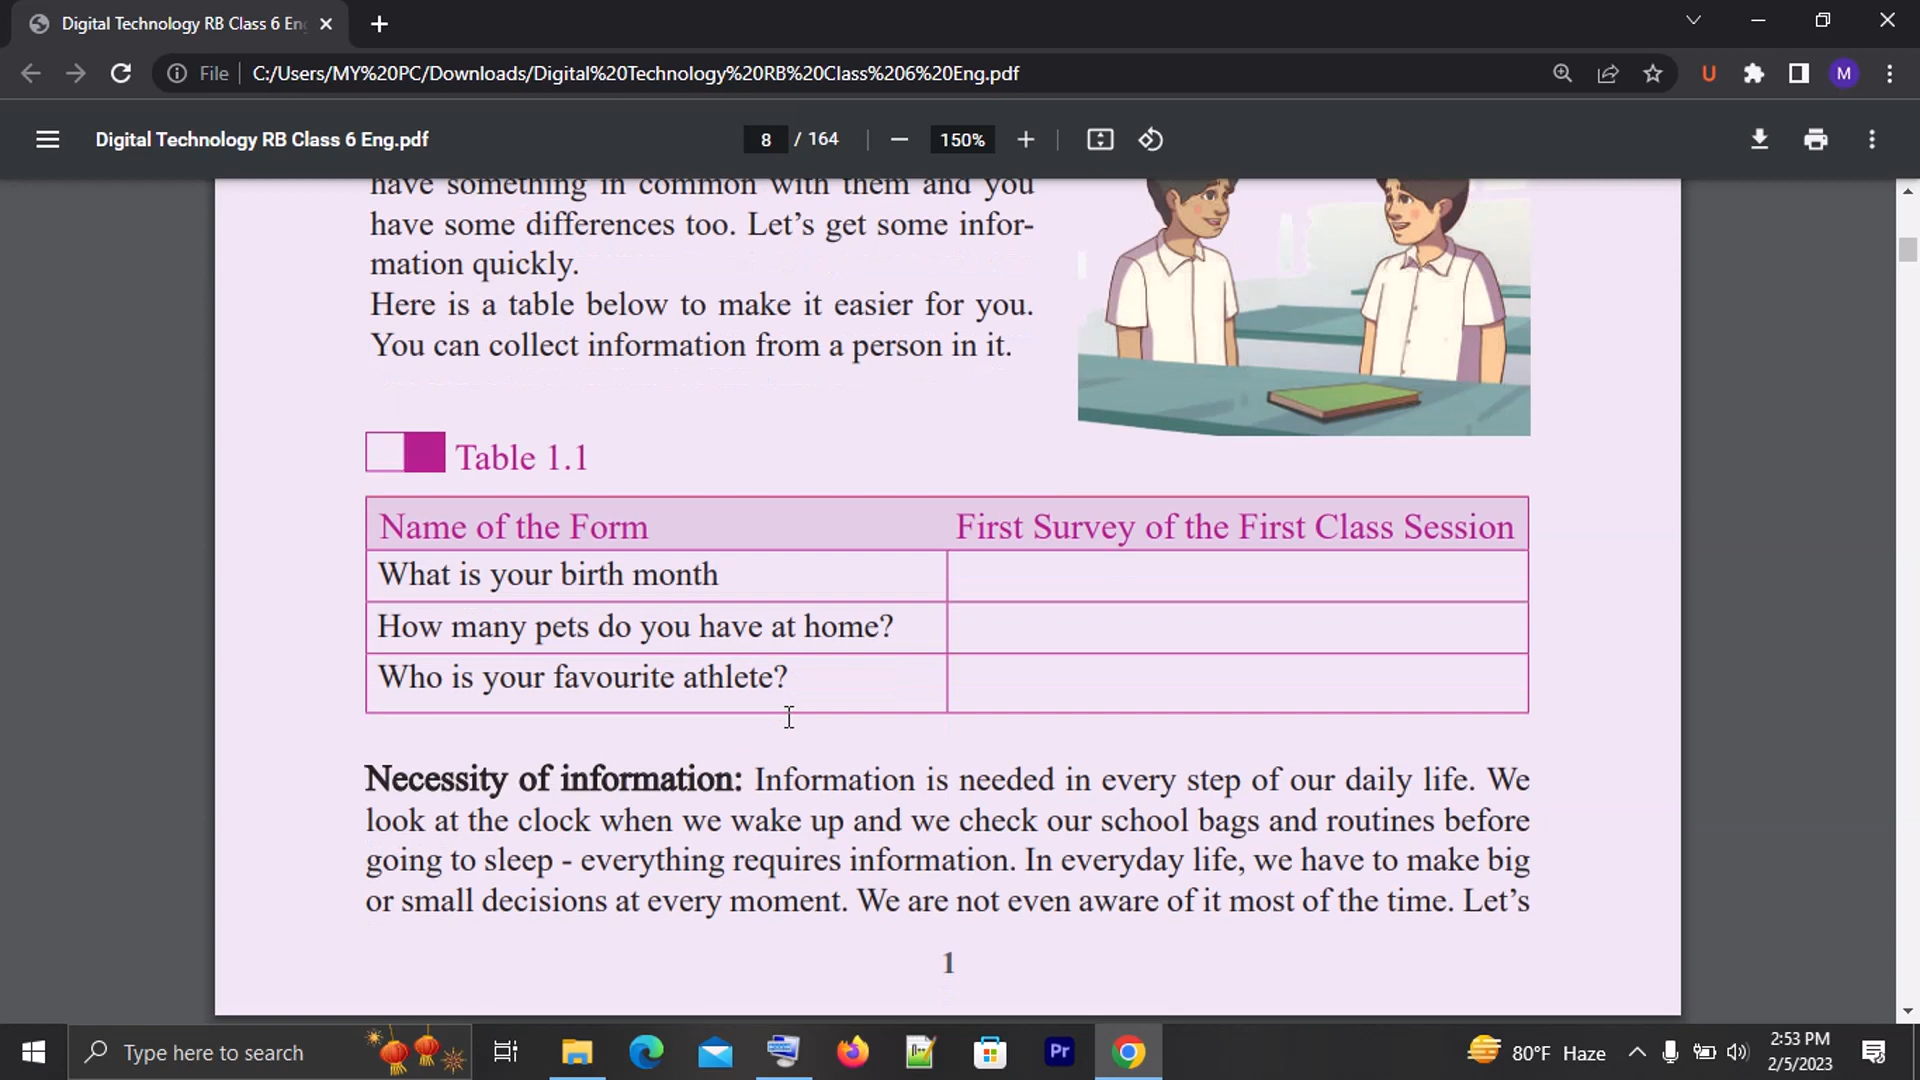 Digital Technology RB Class 6 En
File
C:/Users/MY%20PC/Downloads/Digital%20Technology%20RB%20Class%206%20Eng.pdf
U
M
Digital Technology RB Class 6 Eng.pdf
8 / 164
150%
have something in common with them and you
have some differences too. Let’s get some infor-
mation quickly.
Here is a table below to make it easier for you.
You can collect information from a person in it.
Table 1.1
Name of the Form First Survey of the First Class Session
What is your birth month
How many pets do you have at home?
Who is your favourite athlete?
Necessity of information: Information is needed in every step of our daily life. We
look at the clock when we wake up and we check our school bags and routines before
going to sleep - everything requires information. In everyday life, we have to make big
or small decisions at every moment. We are not even aware of it most of the time. Let’s
1
Type here to search
Pr
80°F Haze
2:53 PM
2/5/2023